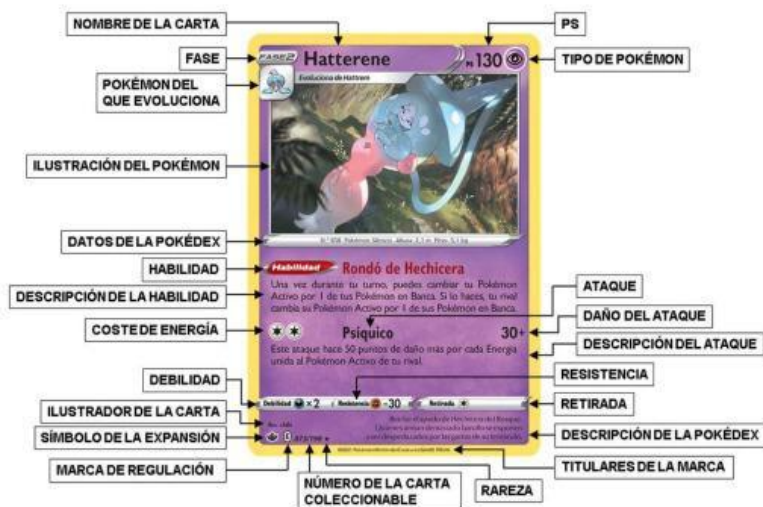 NOMBRE DE LA CARTA
PS
FASE
FASE 2
Hatterene
PS 130
TIPO DE POKÉMON
Evoluciona de Hattrem
POKÉMON DEL
QUE EVOLUCIONA
ILUSTRACIÓN DEL POKÉMON
DATOS DE LA POKÉDEX
HABILIDAD
Habilidad Rondó de Hechicera
DESCRIPCIÓN DE LA HABILIDAD
Una vez durante tu turno, puedes cambiar tu Pokémon
Activo por 1 de tus Pokémon en Banca. Si lo haces, tu rival
cambia su Pokémon Activo por 1 de sus Pokémon en Banca.
ATAQUE
COSTE DE ENERGÍA
Psíquico 30+
DAÑO DEL ATAQUE
Este ataque hace 50 puntos de daño más por cada Energía
unida al Pokémon Activo de tu rival.
DESCRIPCIÓN DEL ATAQUE
DEBILIDAD
RESISTENCIA
Debilidad ×2 Resistencia -30 Retirada
RETIRADA
ILUSTRADOR DE LA CARTA
SÍMBOLO DE LA EXPANSIÓN
E
DESCRIPCIÓN DE LA POKÉDEX
MARCA DE REGULACIÓN
TITULARES DE LA MARCA
NÚMERO DE LA CARTA
COLECCIONABLE
RAREZA